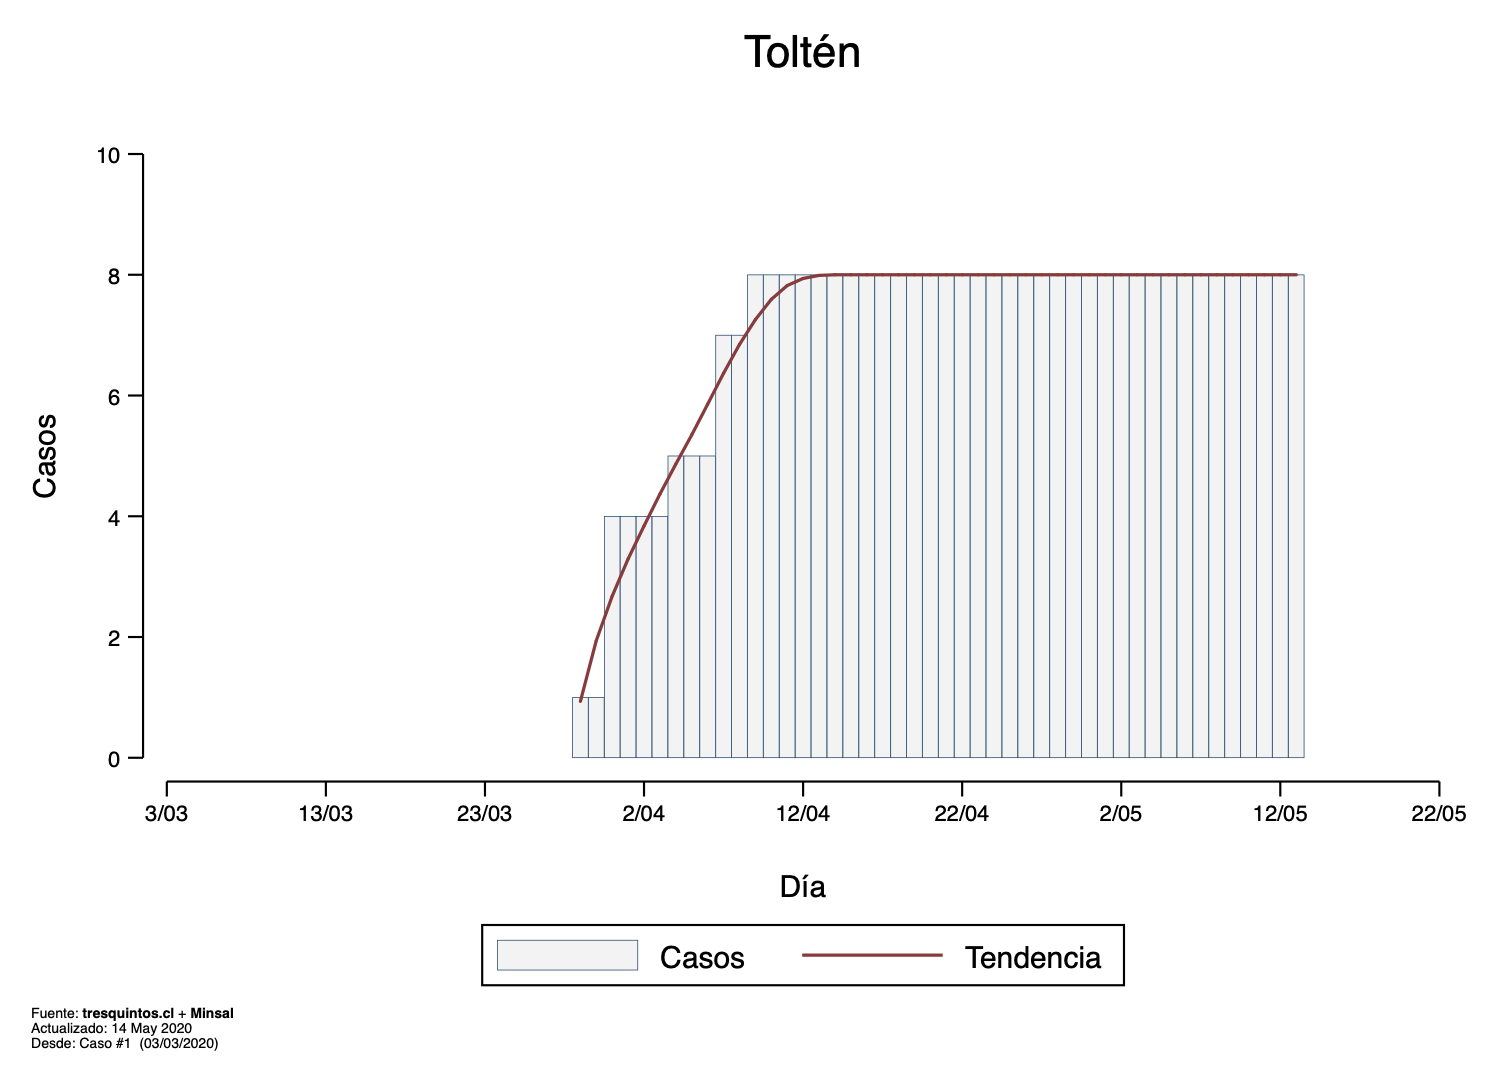 Toltén
10
8
6
4
2
0
Casos
3/03 13/03 23/03 2/04 12/04 22/04 2/05 12/05 22/05
Día
Casos Tendencia
Fuente: tresquintos.cl + Minsal
Actualizado: 14 May 2020
Desde: Caso #1 (03/03/2020)